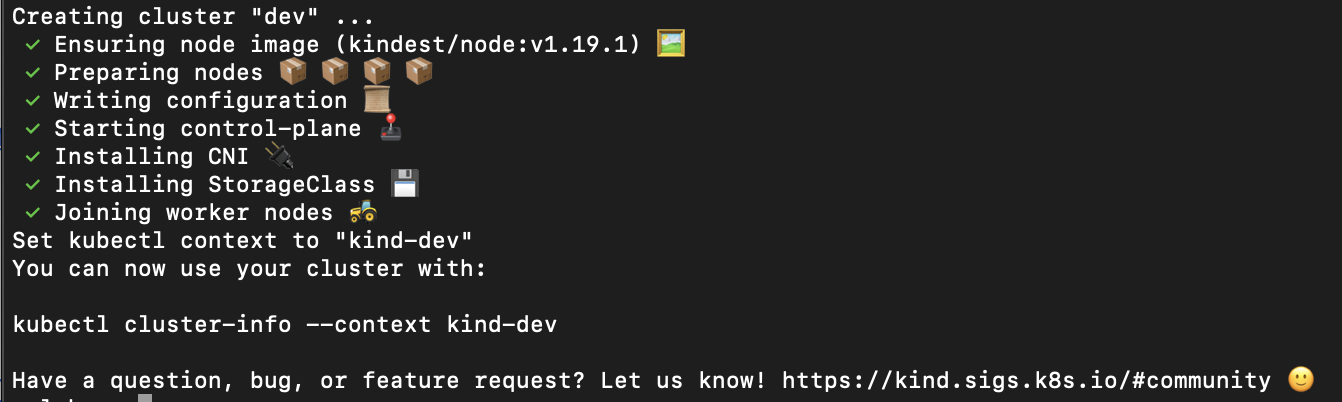 Creating cluster "dev" ...
✓ Ensuring node image (kindest/node:v1.19.1) 🖼
✓ Preparing nodes 📦 📦 📦 📦
✓ Writing configuration 📜
✓ Starting control-plane 🕹️
✓ Installing CNI 🔌
✓ Installing StorageClass 💾
✓ Joining worker nodes 🚜
Set kubectl context to "kind-dev"
You can now use your cluster with:

kubectl cluster-info --context kind-dev

Have a question, bug, or feature request? Let us know! https://kind.sigs.k8s.io/#community 🙂